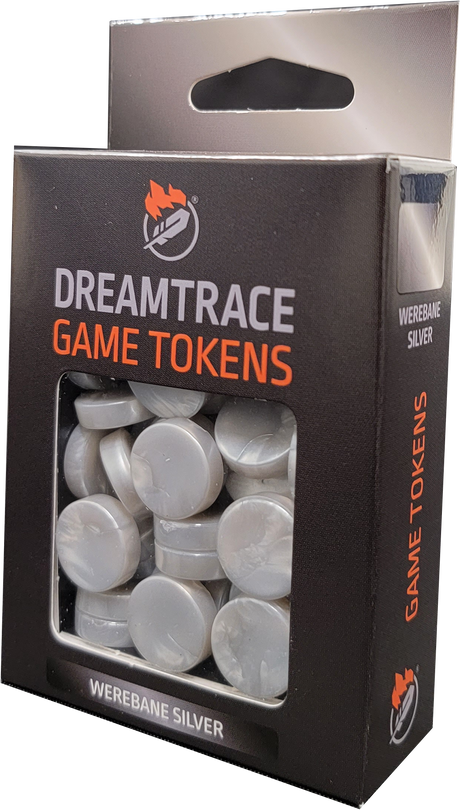 ®
DREAMTRACE
GAME TOKENS
WEREBANE SILVER
WEREBANE
SILVER
GAME TOKENS